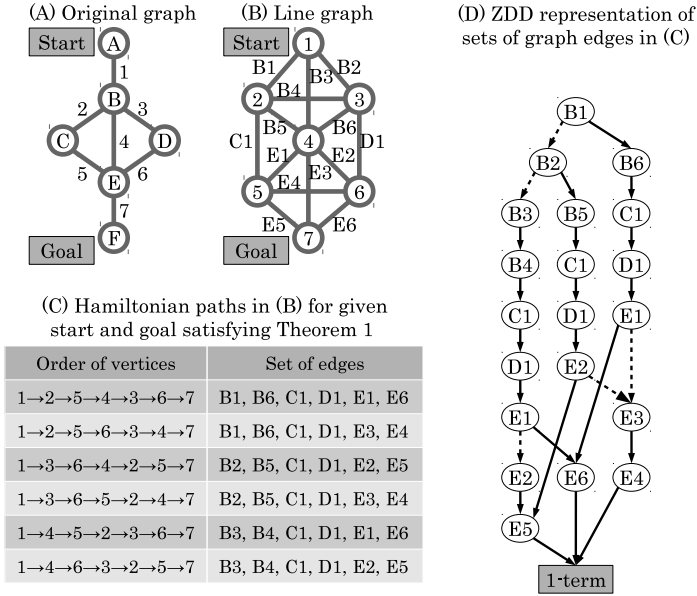 (A) Original graph
Start
A
1
B
2
3
C
4
D
5
6
E
7
F
Goal
(B) Line graph
Start
1
B1
B2
B3
B4
2
3
B5
B6
C1
4
D1
E1
E2
E3
E4
5
6
E5
E6
7
Goal
(C) Hamiltonian paths in (B) for given
start and goal satisfying Theorem 1
Order of vertices Set of edges
1→2→5→4→3→6→7 B1, B6, C1, D1, E1, E6
1→2→5→6→3→4→7 B1, B6, C1, D1, E3, E4
1→3→6→4→2→5→7 B2, B5, C1, D1, E2, E5
1→3→6→5→2→4→7 B2, B5, C1, D1, E3, E4
1→4→5→2→3→6→7 B3, B4, C1, D1, E1, E6
1→4→6→3→2→5→7 B3, B4, C1, D1, E2, E5
(D) ZDD representation of
sets of graph edges in (C)
B1
B2 B6
B3 B5 C1
B4 C1 D1
C1 D1 E1
D1 E2
E1 E3
E2 E6 E4
E5
1-term